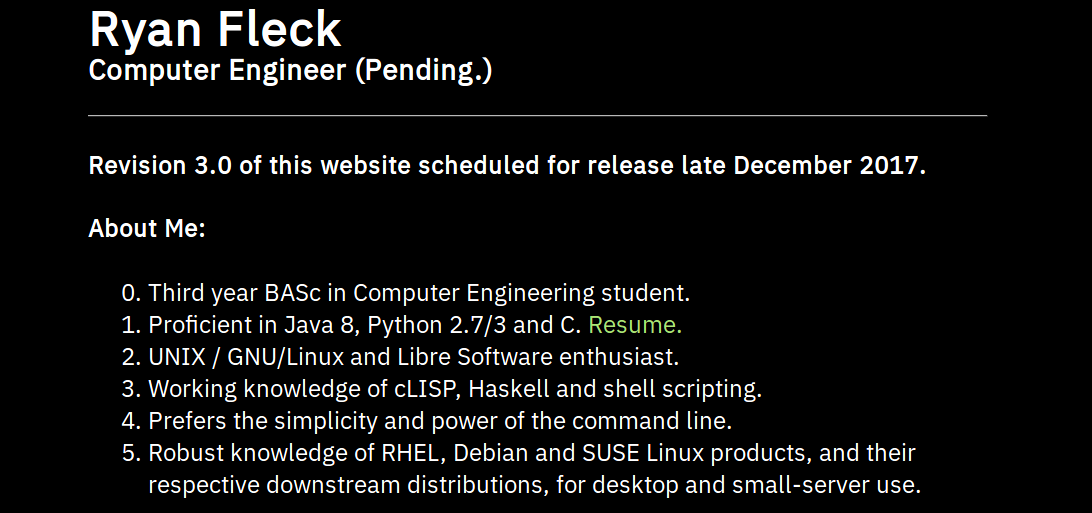 Ryan Fleck
Computer Engineer (Pending.)
Revision 3.0 of this website scheduled for release late December 2017.
About Me:
0. Third year BASc in Computer Engineering student.
1. Proficient in Java 8, Python 2.7/3 and C. Resume.
2. UNIX / GNU/Linux and Libre Software enthusiast.
3. Working knowledge of cLISP, Haskell and shell scripting.
4. Prefers the simplicity and power of the command line.
5. Robust knowledge of RHEL, Debian and SUSE Linux products, and their
respective downstream distributions, for desktop and small-server use.